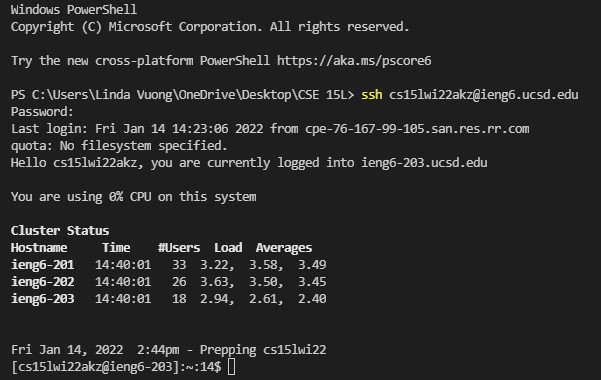 Windows PowerShell
Copyright (C) Microsoft Corporation. All rights reserved.
Try the new cross-platform PowerShell https://aka.ms/pscore6
PS C:\Users\Linda Vuong\OneDrive\Desktop\CSE 15L> ssh cs15lwi22akz@ieng6.ucsd.edu
Password:
Last login: Fri Jan 14 14:23:06 2022 from cpe-76-167-99-105.san.res.rr.com
quota: No filesystem specified.
Hello cs15lwi22akz, you are currently logged into ieng6-203.ucsd.edu
You are using 0% CPU on this system
Cluster Status
Hostname     Time    #Users  Load  Averages
ieng6-201   14:40:01   33  3.22,  3.58,  3.49
ieng6-202   14:40:01   26  3.63,  3.50,  3.45
ieng6-203   14:40:01   18  2.94,  2.61,  2.40
Fri Jan 14, 2022  2:44pm - Prepping cs15lwi22
[cs15lwi22akz@ieng6-203]:~:14$